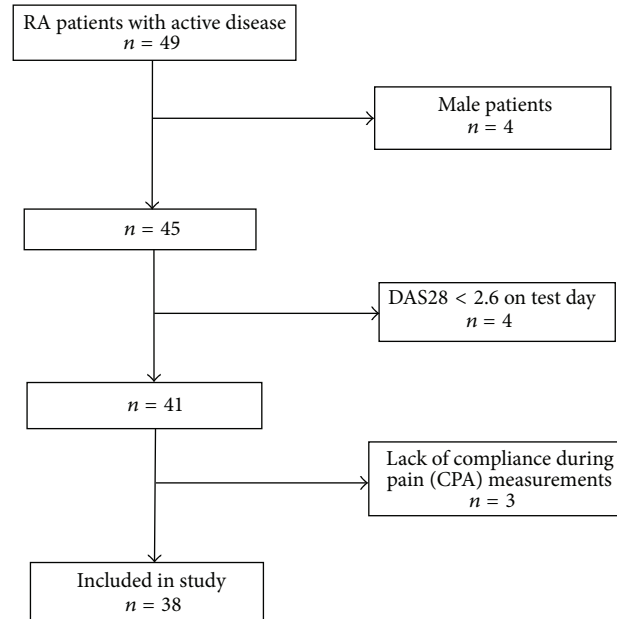 RA patients with active disease
n = 49
Male patients
n = 4
n = 45
DAS28 < 2.6 on test day
n = 4
n = 41
Lack of compliance during
pain (CPA) measurements
n = 3
Included in study
n = 38